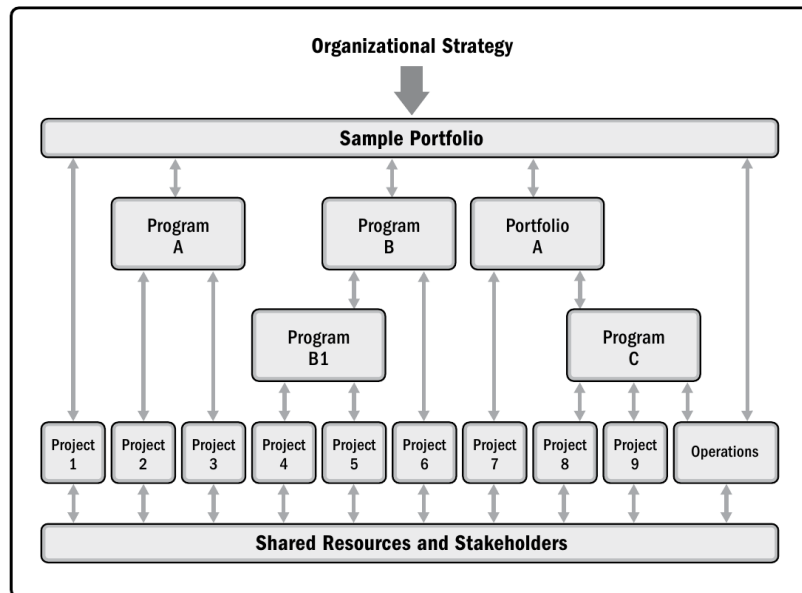 Organizational Strategy
Sample Portfolio
Program
A
Program
B
Portfolio
A
Program
B1
Program
C
Project
1
Project
2
Project
3
Project
4
Project
5
Project
6
Project
7
Project
8
Project
9
Operations
Shared Resources and Stakeholders